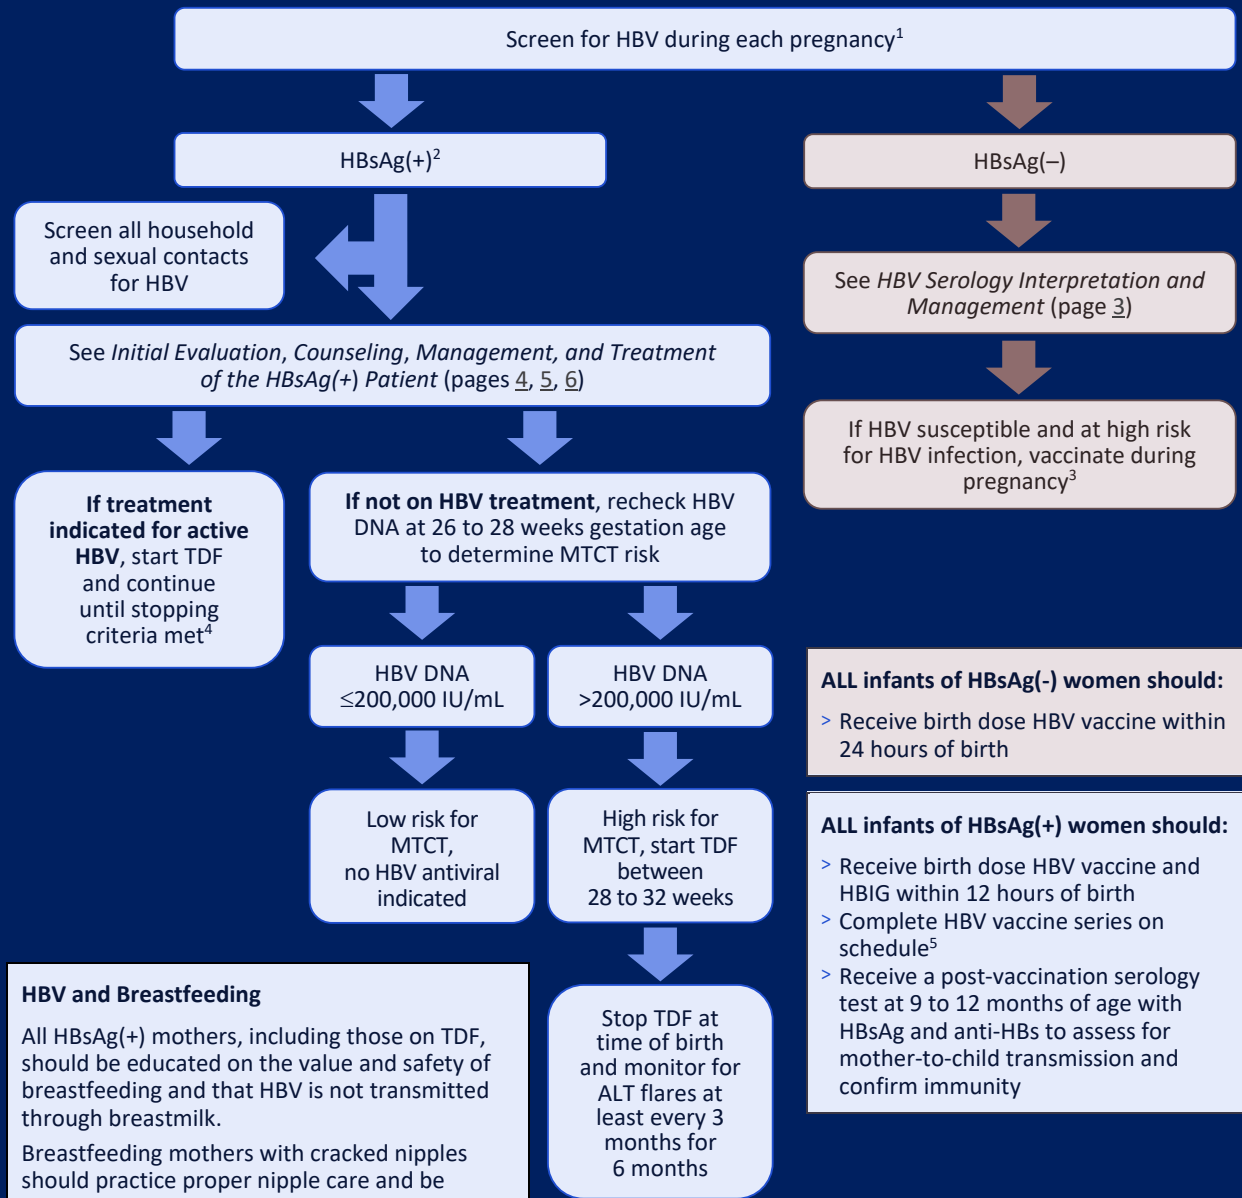 Screen for HBV during each pregnancy1
HBsAg(+)2
HBsAg(–)
Screen all household
and sexual contacts
for HBV
See HBV Serology Interpretation and
Management (page 3)
See Initial Evaluation, Counseling, Management, and Treatment
of the HBsAg(+) Patient (pages 4, 5, 6)
If HBV susceptible and at high risk
for HBV infection, vaccinate during
pregnancy3
If treatment
indicated for active
HBV, start TDF
and continue
until stopping
criteria met4
If not on HBV treatment, recheck HBV
DNA at 26 to 28 weeks gestation age
to determine MTCT risk
HBV DNA
≤200,000 IU/mL
HBV DNA
>200,000 IU/mL
Low risk for
MTCT,
no HBV antiviral
indicated
High risk for
MTCT, start TDF
between
28 to 32 weeks
Stop TDF at
time of birth
and monitor for
ALT flares at
least every 3
months for
6 months
ALL infants of HBsAg(-) women should:
> Receive birth dose HBV vaccine within
24 hours of birth
ALL infants of HBsAg(+) women should:
> Receive birth dose HBV vaccine and
HBIG within 12 hours of birth
> Complete HBV vaccine series on
schedule5
> Receive a post-vaccination serology
test at 9 to 12 months of age with
HBsAg and anti-HBs to assess for
mother-to-child transmission and
confirm immunity
HBV and Breastfeeding
All HBsAg(+) mothers, including those on TDF,
should be educated on the value and safety of
breastfeeding and that HBV is not transmitted
through breastmilk.
Breastfeeding mothers with cracked nipples
should practice proper nipple care and be